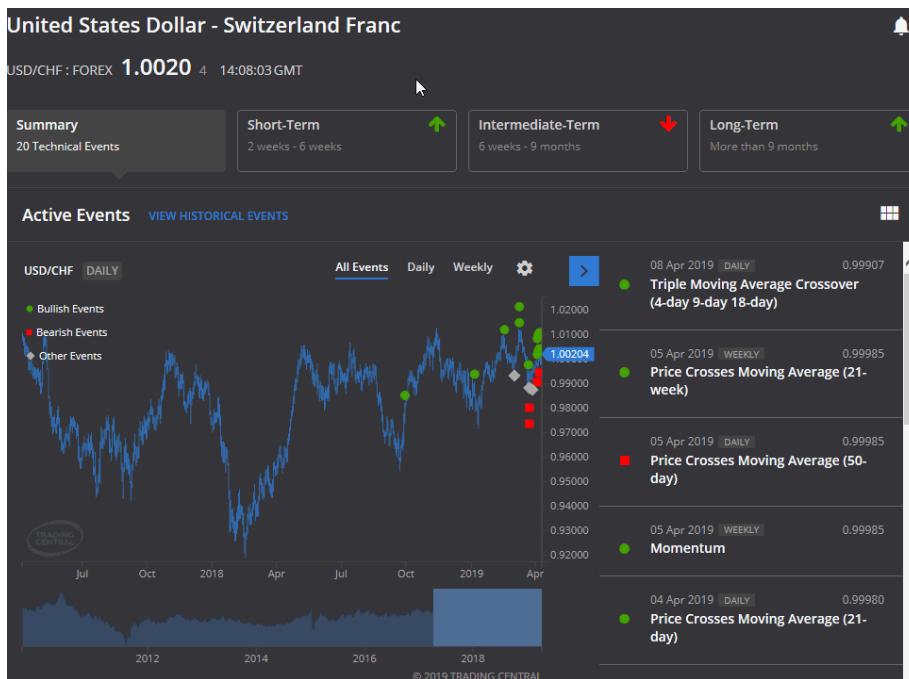 United States Dollar - Switzerland Franc
USD/CHF : FOREX 1.0020 4 14:08:03 GMT
Summary
20 Technical Events
Short-Term
2 weeks - 6 weeks
Intermediate-Term
6 weeks - 9 months
Long-Term
More than 9 months
Active Events VIEW HISTORICAL EVENTS
USD/CHF DAILY
All Events Daily Weekly
Bullish Events
Bearish Events
Other Events
1.02000
1.01000
1.00204
0.99000
0.98000
0.97000
0.96000
0.95000
0.94000
0.93000
0.92000
TRADING
CENTRAL
Jul Oct 2018 Apr Jul Oct 2019 Apr
2012 2014 2016 2018
© 2019 TRADING CENTRAL
08 Apr 2019 DAILY 0.99907
Triple Moving Average Crossover
(4-day 9-day 18-day)
05 Apr 2019 WEEKLY 0.99985
Price Crosses Moving Average (21-
week)
05 Apr 2019 DAILY 0.99985
Price Crosses Moving Average (50-
day)
05 Apr 2019 WEEKLY 0.99985
Momentum
04 Apr 2019 DAILY 0.99980
Price Crosses Moving Average (21-
day)